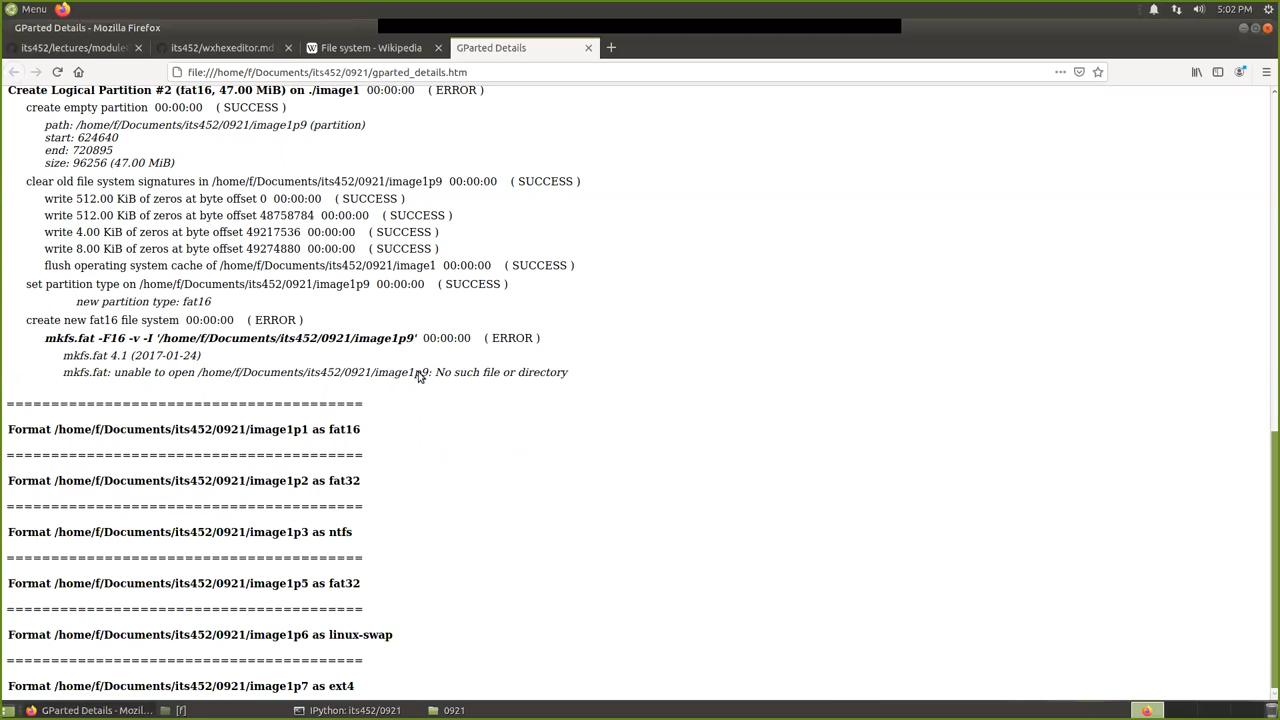 Menu
5:02 PM
GParted Details - Mozilla Firefox
its452/lectures/module
its452/wxhexeditor.md
File system - Wikipedia
GParted Details
file:///home/f/Documents/its452/0921/gparted_details.htm
Create Logical Partition #2 (fat16, 47.00 MiB) on ./image1 00:00:00 ( ERROR )
create empty partition 00:00:00 ( SUCCESS )
path: /home/f/Documents/its452/0921/image1p9 (partition)
start: 624640
end: 720895
size: 96256 (47.00 MiB)
clear old file system signatures in /home/f/Documents/its452/0921/image1p9 00:00:00 ( SUCCESS )
write 512.00 KiB of zeros at byte offset 0 00:00:00 ( SUCCESS )
write 512.00 KiB of zeros at byte offset 48758784 00:00:00 ( SUCCESS )
write 4.00 KiB of zeros at byte offset 49217536 00:00:00 ( SUCCESS )
write 8.00 KiB of zeros at byte offset 49274880 00:00:00 ( SUCCESS )
flush operating system cache of /home/f/Documents/its452/0921/image1 00:00:00 ( SUCCESS )
set partition type on /home/f/Documents/its452/0921/image1p9 00:00:00 ( SUCCESS )
new partition type: fat16
create new fat16 file system 00:00:00 ( ERROR )
mkfs.fat -F16 -v -I '/home/f/Documents/its452/0921/image1p9' 00:00:00 ( ERROR )
mkfs.fat 4.1 (2017-01-24)
mkfs.fat: unable to open /home/f/Documents/its452/0921/image1p9: No such file or directory
========================================
Format /home/f/Documents/its452/0921/image1p1 as fat16
========================================
Format /home/f/Documents/its452/0921/image1p2 as fat32
========================================
Format /home/f/Documents/its452/0921/image1p3 as ntfs
========================================
Format /home/f/Documents/its452/0921/image1p5 as fat32
========================================
Format /home/f/Documents/its452/0921/image1p6 as linux-swap
========================================
Format /home/f/Documents/its452/0921/image1p7 as ext4
GParted Details - Mozil...
[f]
IPython: its452/0921
0921